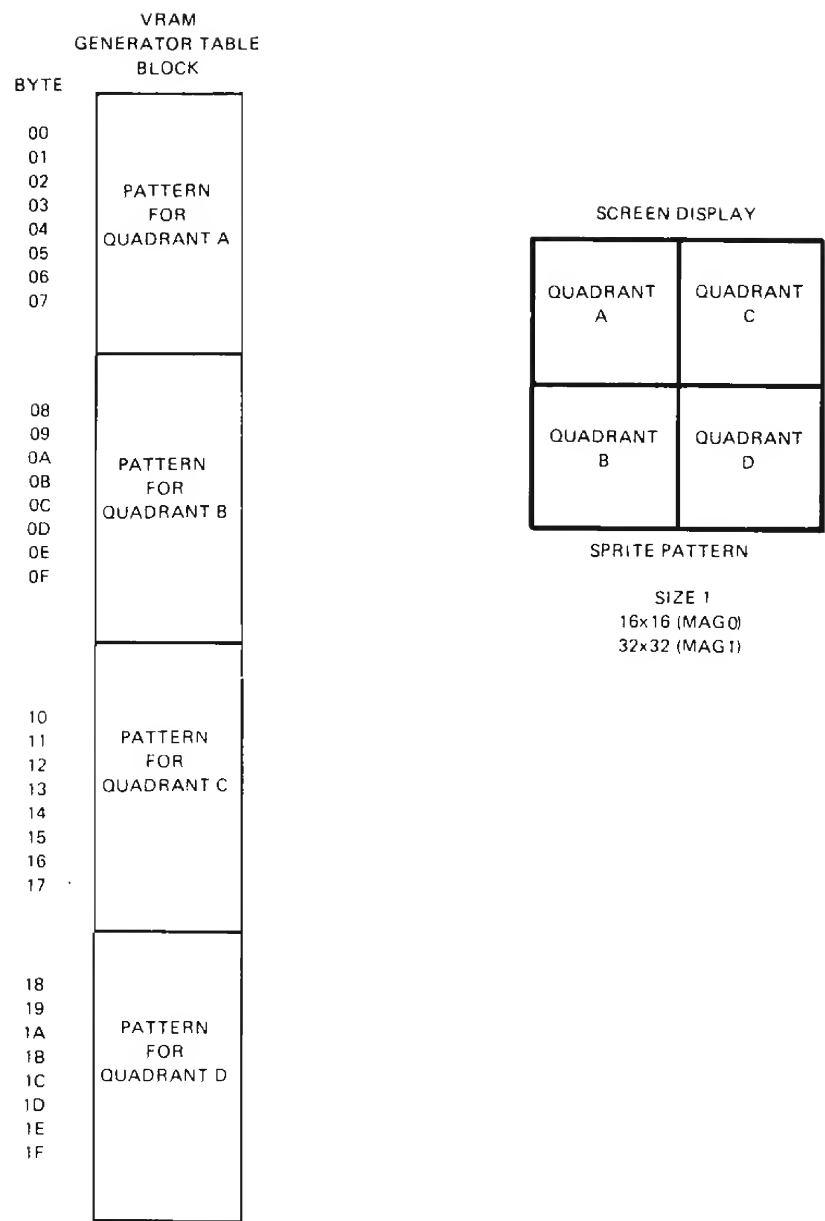 VRAM
GENERATOR TABLE
BLOCK
BYTE
00
01
02
03
04
05
06
07
PATTERN
FOR
QUADRANT A
08
09
0A
0B
0C
0D
0E
0F
PATTERN
FOR
QUADRANT B
10
11
12
13
14
15
16
17
PATTERN
FOR
QUADRANT C
18
19
1A
1B
1C
1D
1E
1F
PATTERN
FOR
QUADRANT D
SCREEN DISPLAY
QUADRANT
A
QUADRANT
C
QUADRANT
B
QUADRANT
D
SPRITE PATTERN
SIZE 1
16x16 (MAG0)
32x32 (MAG1)